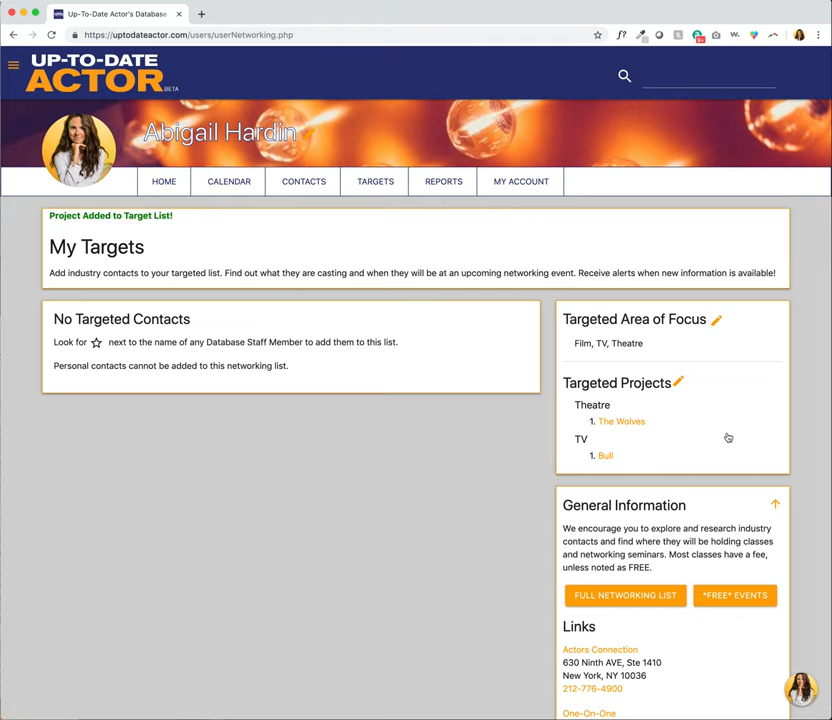 Up-To-Date Actor's Database
https://uptodateactor.com/users/userNetworking.php
UP-TO-DATE
ACTOR BETA
Abigail Hardin
HOME
CALENDAR
CONTACTS
TARGETS
REPORTS
MY ACCOUNT
Project Added to Target List!
My Targets
Add industry contacts to your targeted list. Find out what they are casting and when they will be at an upcoming networking event. Receive alerts when new information is available!
No Targeted Contacts
Look for next to the name of any Database Staff Member to add them to this list.
Personal contacts cannot be added to this networking list.
Targeted Area of Focus
Film, TV, Theatre
Targeted Projects
Theatre
1. The Wolves
TV
1. Bull
General Information
We encourage you to explore and research industry
contacts and find where they will be holding classes
and networking seminars. Most classes have a fee,
unless noted as FREE.
FULL NETWORKING LIST
*FREE* EVENTS
Links
Actors Connection
630 Ninth AVE, Ste 1410
New York, NY 10036
212-776-4900
One-On-One